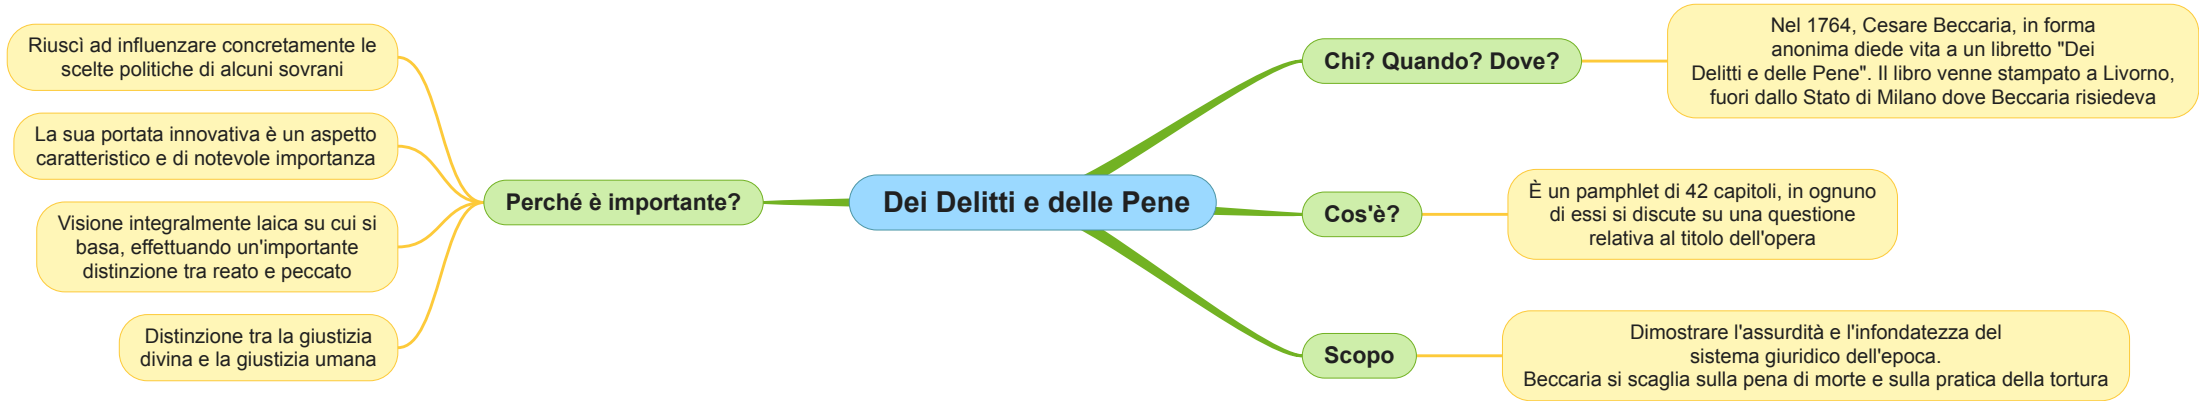 Dei Delitti e delle Pene
Chi? Quando? Dove?
Nel 1764, Cesare Beccaria, in forma
anonima diede vita a un libretto "Dei
Delitti e delle Pene". Il libro venne stampato a Livorno,
fuori dallo Stato di Milano dove Beccaria risiedeva
Cos'è?
È un pamphlet di 42 capitoli, in ognuno
di essi si discute su una questione
relativa al titolo dell'opera
Scopo
Dimostrare l'assurdità e l'infondatezza del
sistema giuridico dell'epoca.
Beccaria si scaglia sulla pena di morte e sulla pratica della tortura
Perché è importante?
Riuscì ad influenzare concretamente le
scelte politiche di alcuni sovrani
La sua portata innovativa è un aspetto
caratteristico e di notevole importanza
Visione integralmente laica su cui si
basa, effettuando un'importante
distinzione tra reato e peccato
Distinzione tra la giustizia
divina e la giustizia umana